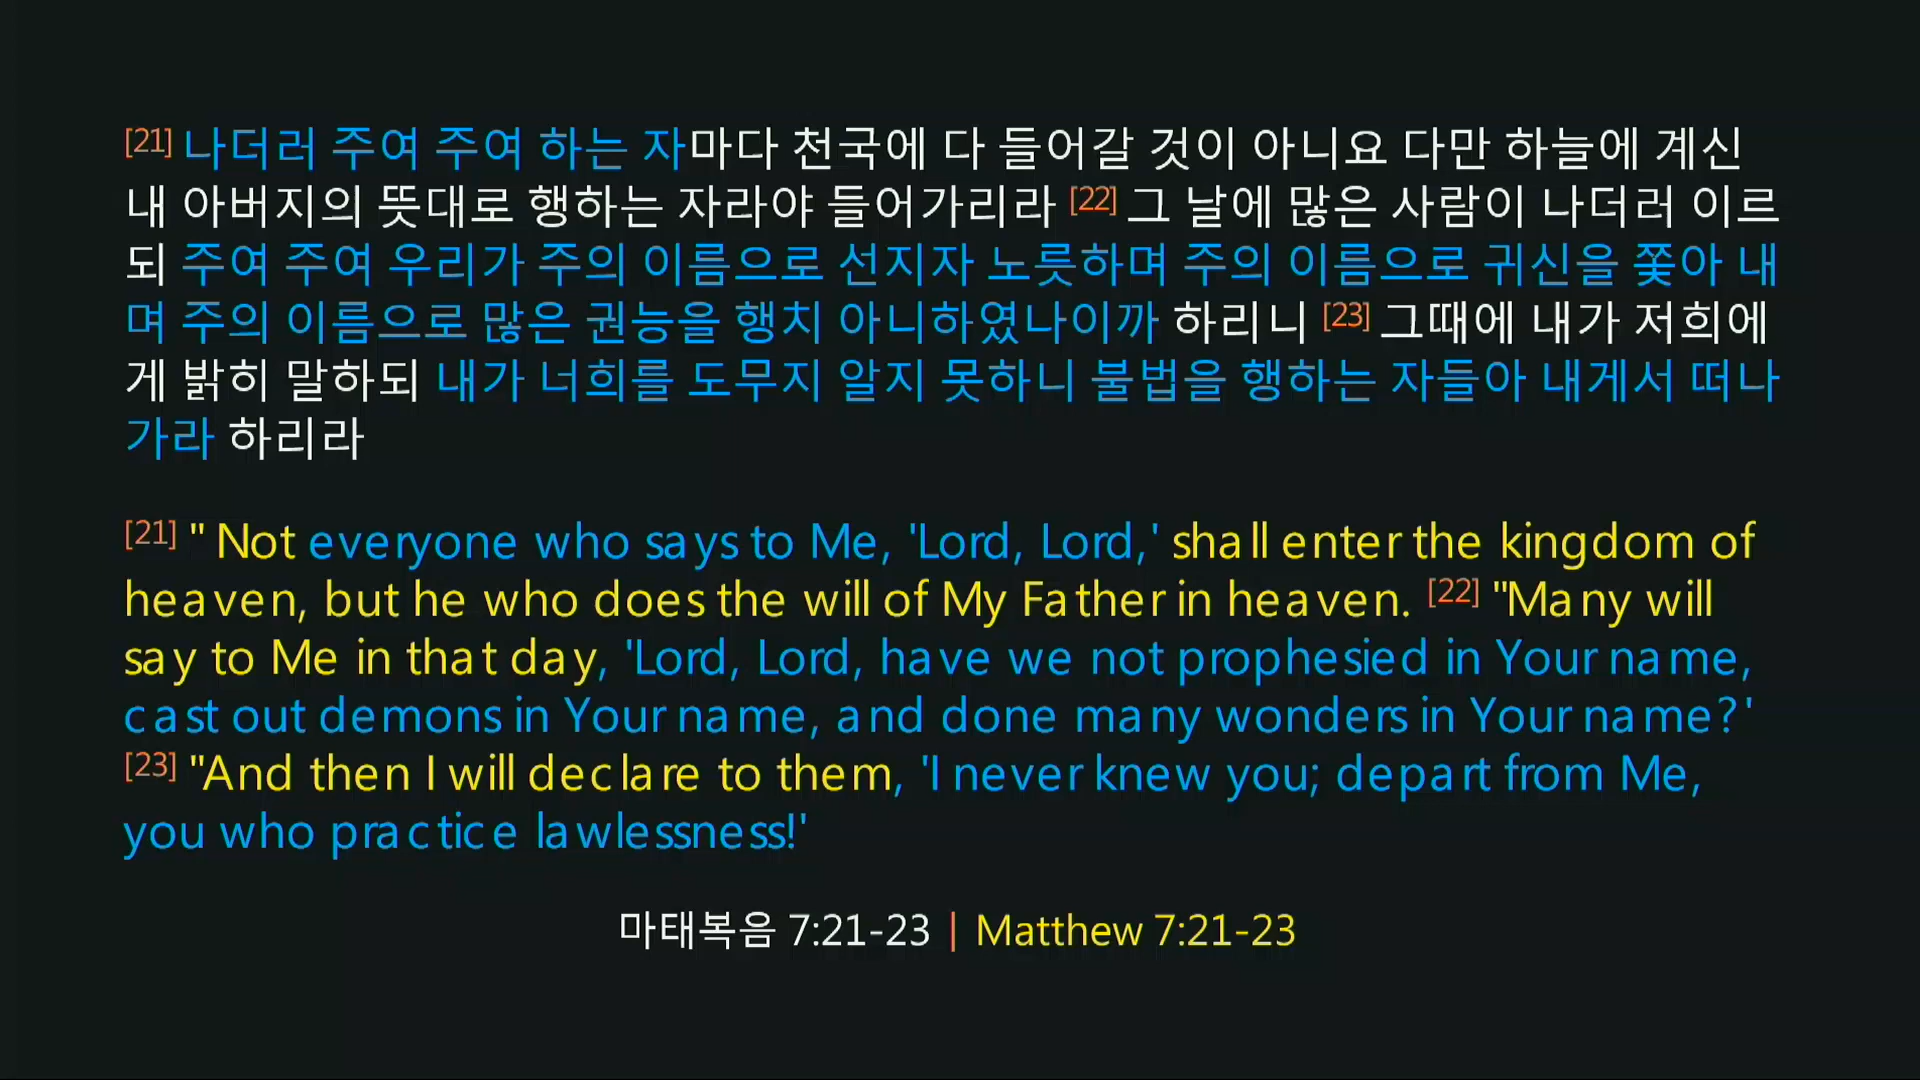 [21] 나더러 주여 주여 하는 자마다 천국에 다 들어갈 것이 아니요 다만 하늘에 계신
내 아버지의 뜻대로 행하는 자라야 들어가리라 [22] 그 날에 많은 사람이 나더러 이르
되 주여 주여 우리가 주의 이름으로 선지자 노릇하며 주의 이름으로 귀신을 쫓아 내
며 주의 이름으로 많은 권능을 행치 아니하였나이까 하리니 [23] 그때에 내가 저희에
게 밝히 말하되 내가 너희를 도무지 알지 못하니 불법을 행하는 자들아 내게서 떠나
가라 하리라
[21] " Not everyone who says to Me, 'Lord, Lord,' shall enter the kingdom of
heaven, but he who does the will of My Father in heaven. [22] "Many will
say to Me in that day, 'Lord, Lord, have we not prophesied in Your name,
cast out demons in Your name, and done many wonders in Your name?'
[23] "And then I will declare to them, 'I never knew you; depart from Me,
you who practice lawlessness!'
마태복음 7:21-23 | Matthew 7:21-23